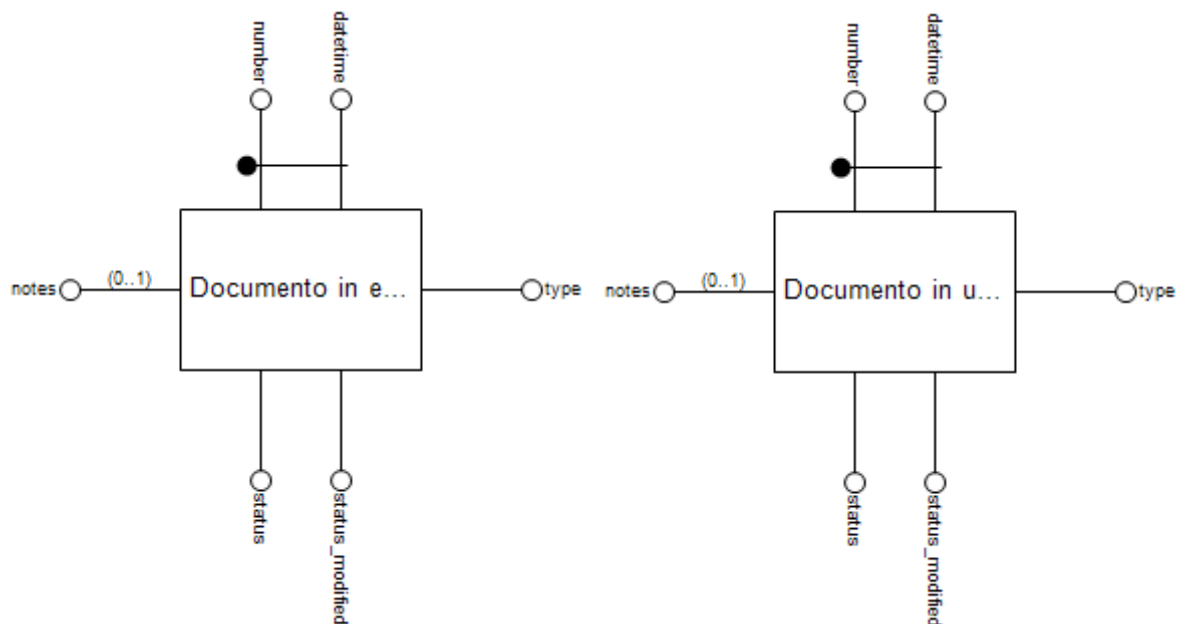 number
datetime
notes
(0..1)
Documento in e...
type
status
status_modified
number
datetime
notes
(0..1)
Documento in u...
type
status
status_modified